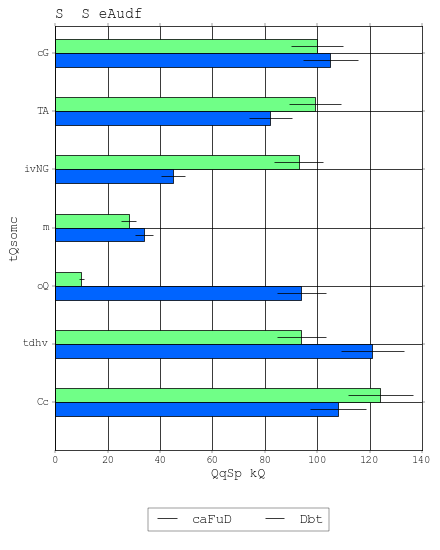 S  S eAudf
cG
TA
ivNG
m
oQ
tdhv
Cc
tQsomc
0 20 40 60 80 100 120 140
QqSp kQ
caFuD Dbt